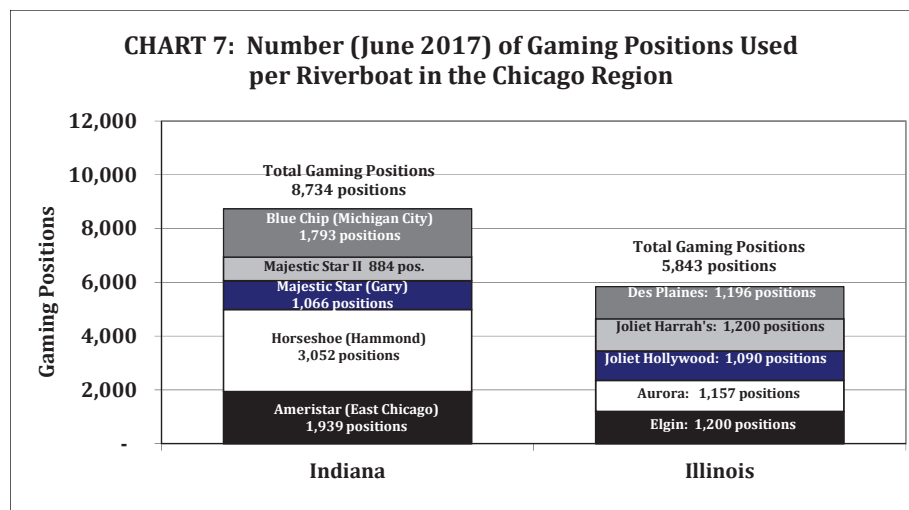 CHART 7: Number (June 2017) of Gaming Positions Used
per Riverboat in the Chicago Region
Gaming Positions
12,000
10,000
8,000
6,000
4,000
2,000
-
Total Gaming Positions
8,734 positions
Blue Chip (Michigan City)
1,793 positions
Majestic Star II 884 pos.
Majestic Star (Gary)
1,066 positions
Horseshoe (Hammond)
3,052 positions
Ameristar (East Chicago)
1,939 positions
Total Gaming Positions
5,843 positions
Des Plaines: 1,196 positions
Joliet Harrah's: 1,200 positions
Joliet Hollywood: 1,090 positions
Aurora: 1,157 positions
Elgin: 1,200 positions
Indiana
Illinois